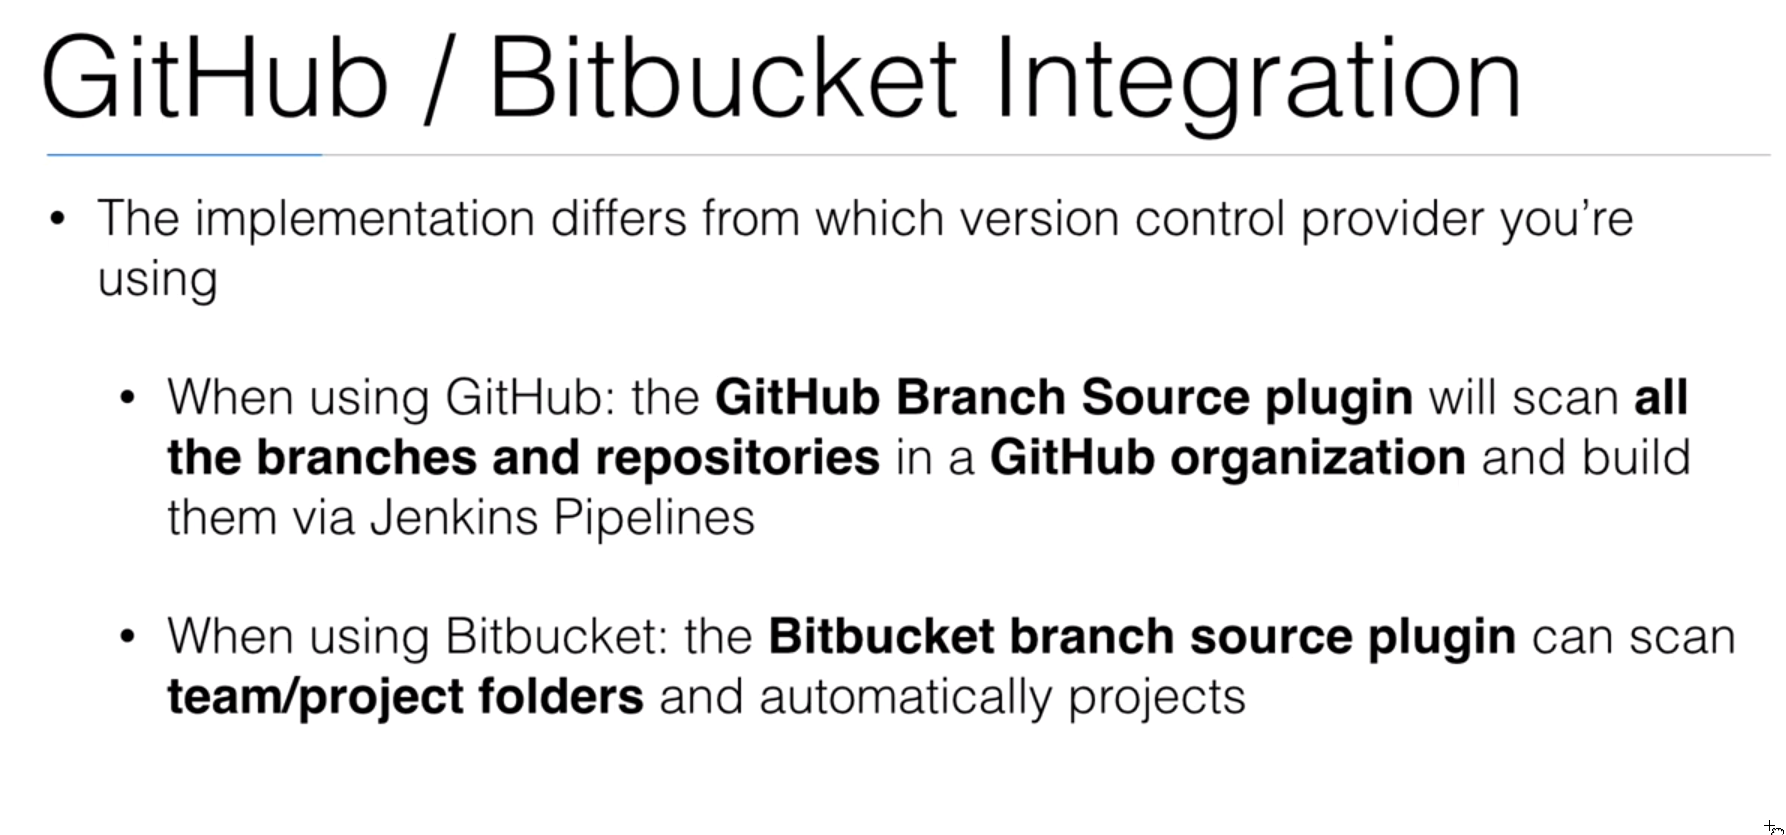 GitHub / Bitbucket Integration
• The implementation differs from which version control provider you’re
using
• When using GitHub: the GitHub Branch Source plugin will scan all
the branches and repositories in a GitHub organization and build
them via Jenkins Pipelines
• When using Bitbucket: the Bitbucket branch source plugin can scan
team/project folders and automatically projects